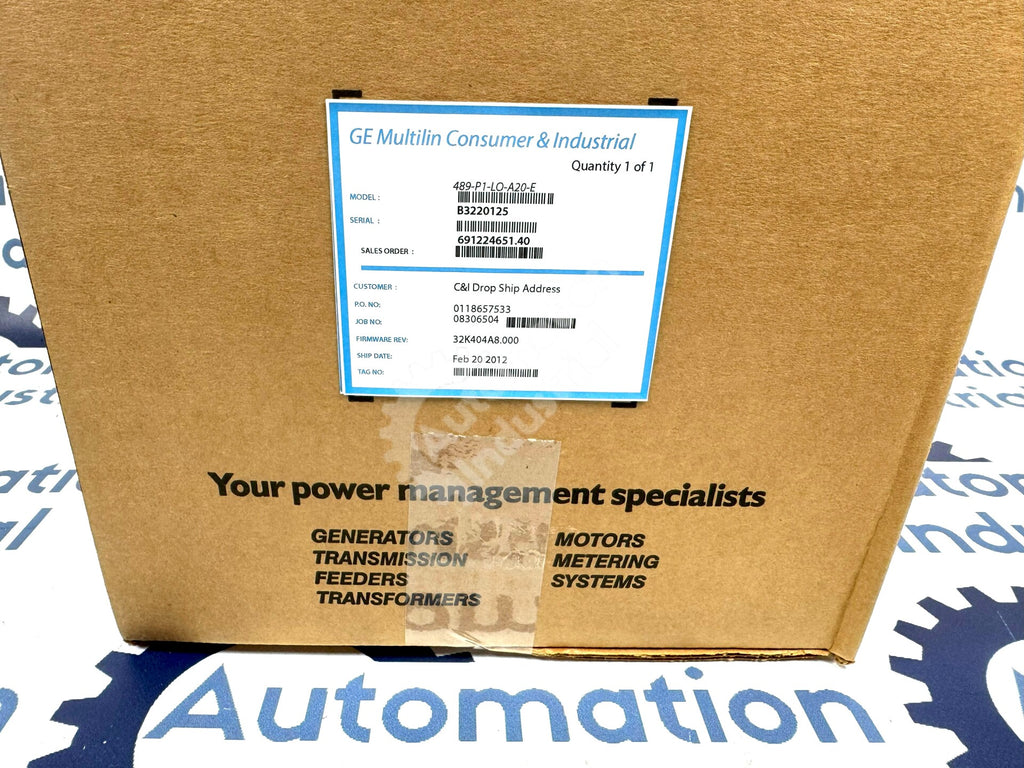 GE Multilin Consumer & Industrial
Quantity 1 of 1
489-P1-LO-A20-E
MODEL :
B3220125
SERIAL :
691224651.40
SALES ORDER :
CUSTOMER : C&I Drop Ship Address
P.O. NO: 0118657533
JOB NO: 08306504
FIRMWARE REV: 32K404A8.000
SHIP DATE: Feb 20 2012
TAG NO:
Automation
Industrial
Your power management specialists
GENERATORS MOTORS
TRANSMISSION METERING
FEEDERS SYSTEMS
TRANSFORMERS
Automation